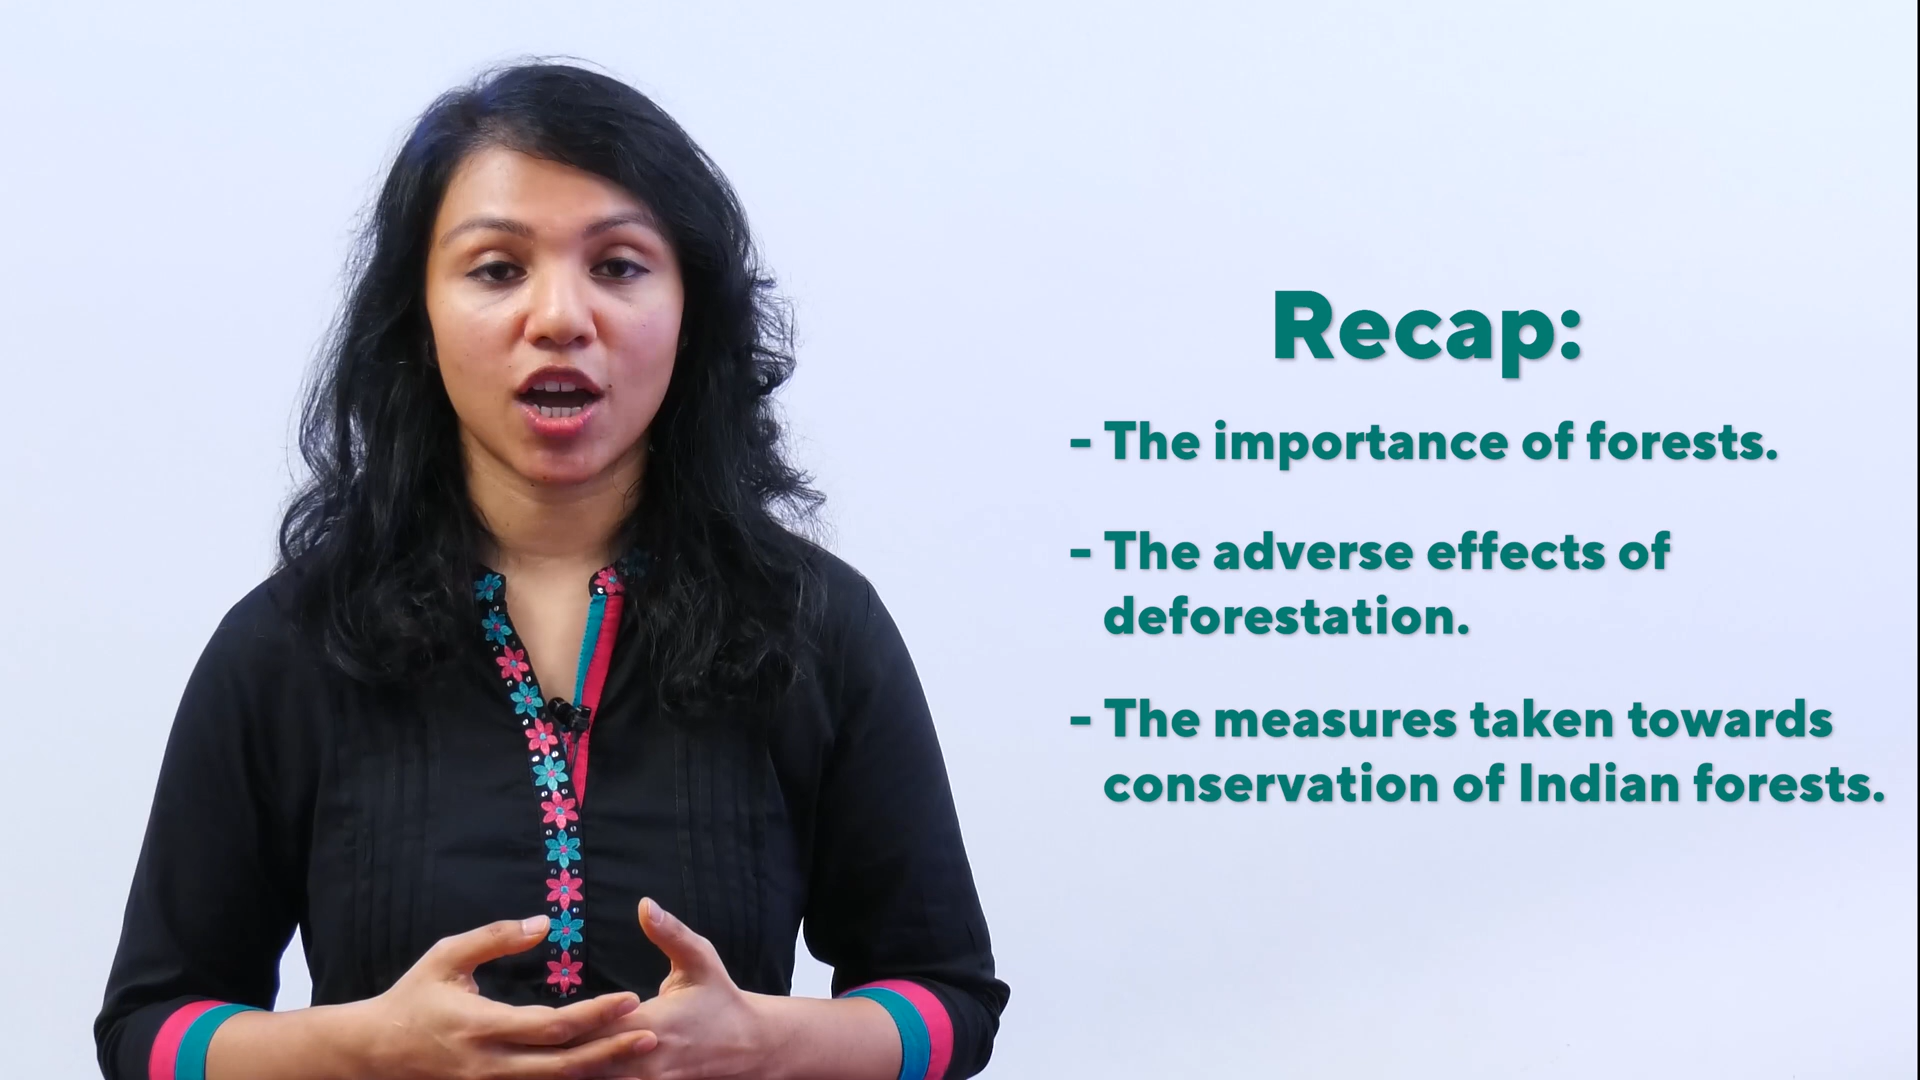 Recap:
- The importance of forests.
- The adverse effects of
deforestation.
- The measures taken towards
conservation of Indian forests.